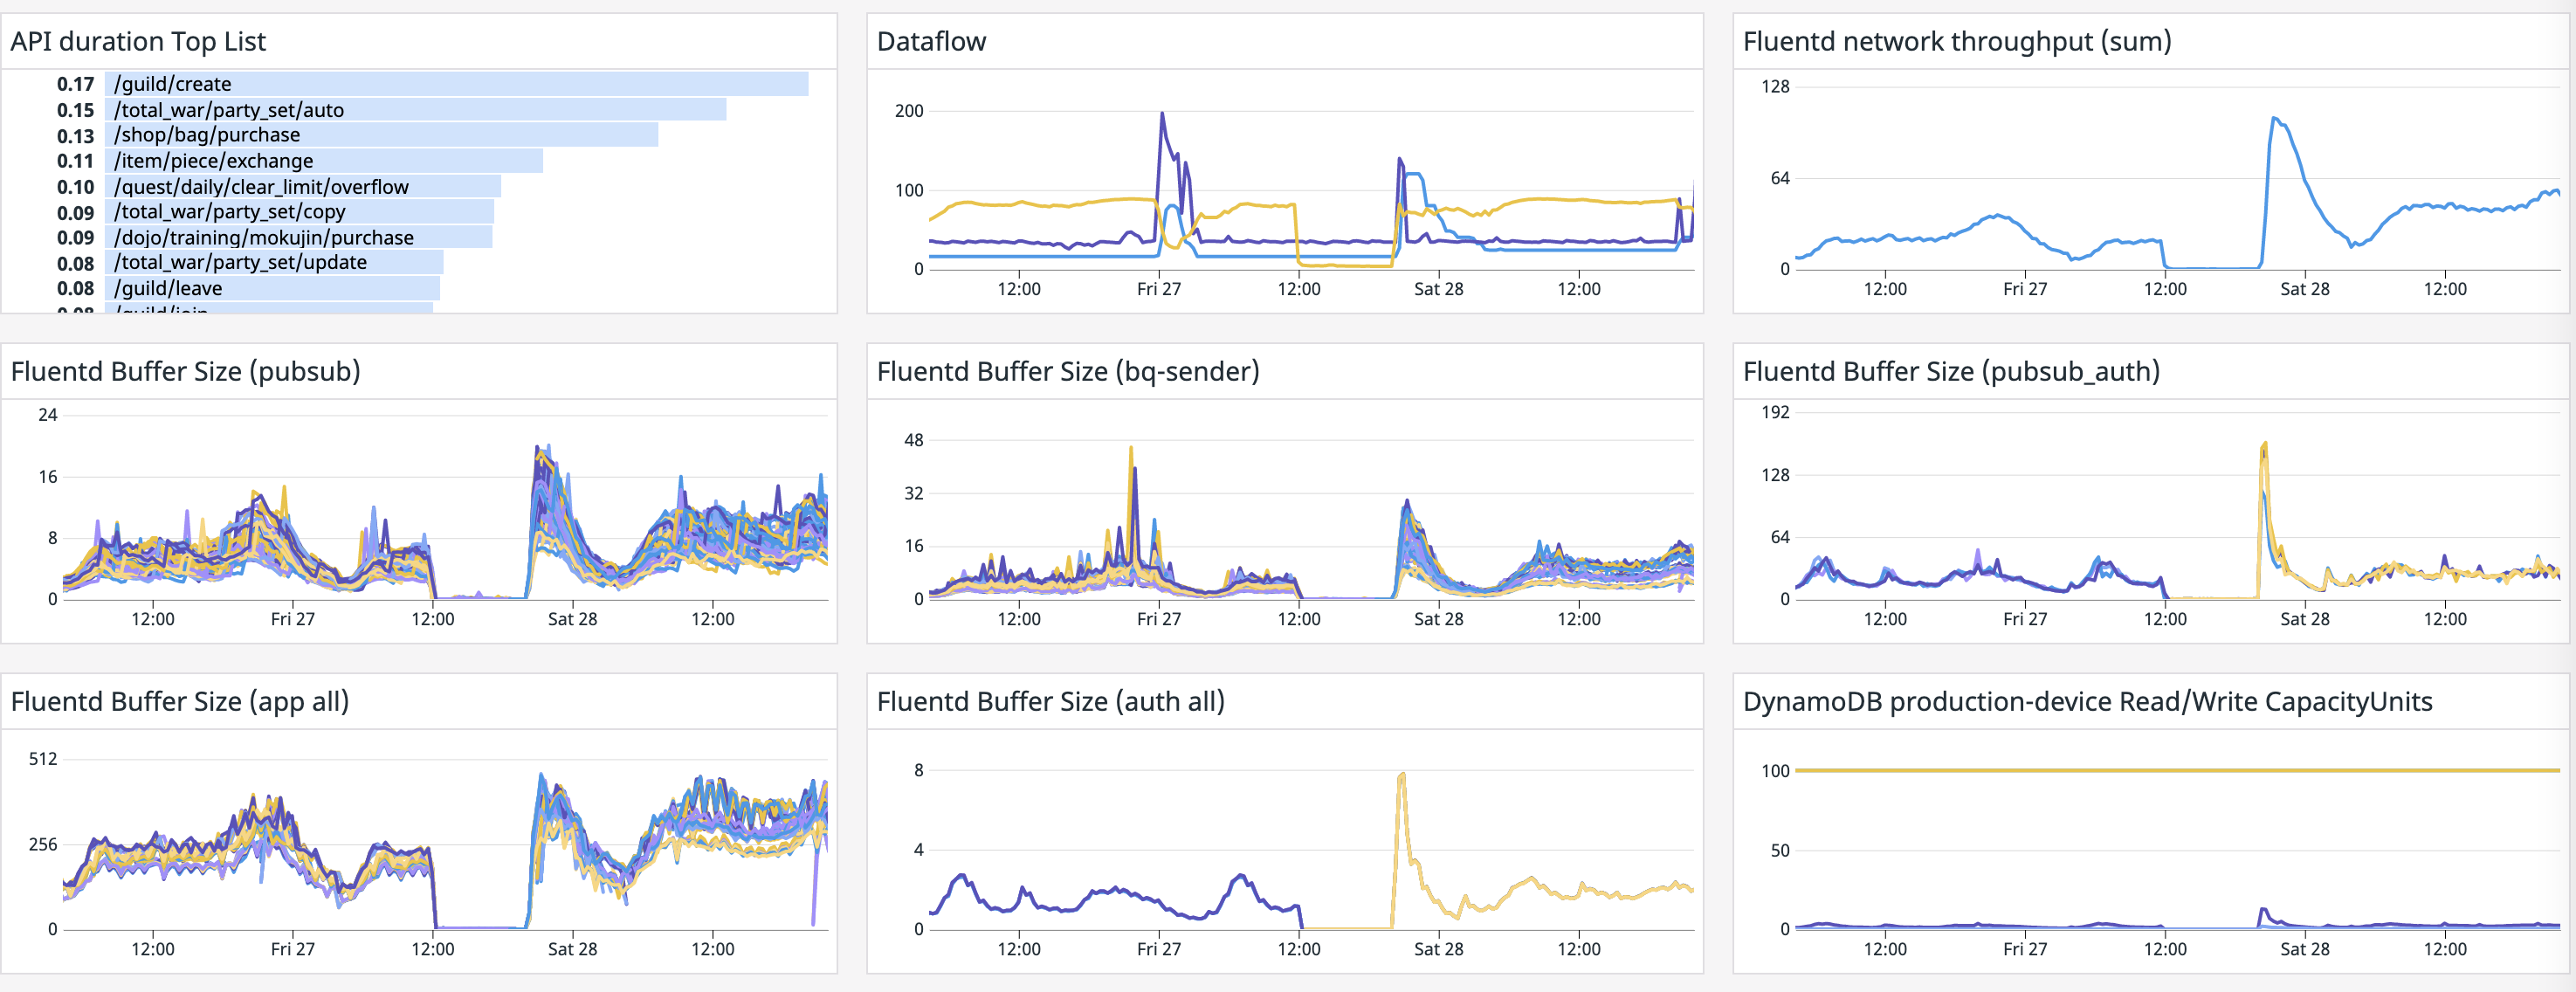 API duration Top List
0.17 /guild/create
0.15 /total_war/party_set/auto
0.13 /shop/bag/purchase
0.11 /item/piece/exchange
0.10 /quest/daily/clear_limit/overflow
0.09 /total_war/party_set/copy
0.09 /dojo/training/mokujin/purchase
0.08 /total_war/party_set/update
0.08 /guild/leave
0.08 /guild/join
Dataflow
200
100
0
12:00 Fri 27 12:00 Sat 28 12:00
Fluentd network throughput (sum)
128
64
0
12:00 Fri 27 12:00 Sat 28 12:00
Fluentd Buffer Size (pubsub)
24
16
8
0
12:00 Fri 27 12:00 Sat 28 12:00
Fluentd Buffer Size (bq-sender)
48
32
16
0
12:00 Fri 27 12:00 Sat 28 12:00
Fluentd Buffer Size (pubsub_auth)
192
128
64
0
12:00 Fri 27 12:00 Sat 28 12:00
Fluentd Buffer Size (app all)
512
256
0
12:00 Fri 27 12:00 Sat 28 12:00
Fluentd Buffer Size (auth all)
8
4
0
12:00 Fri 27 12:00 Sat 28 12:00
DynamoDB production-device Read/Write CapacityUnits
100
50
0
12:00 Fri 27 12:00 Sat 28 12:00